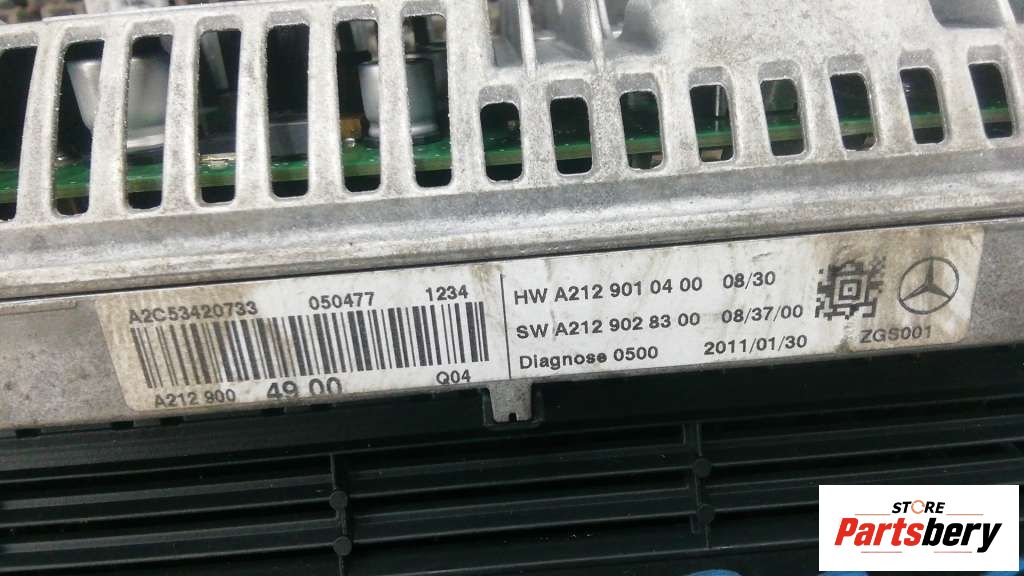 A2C53420733 050477 1234
A212 900 49 00 Q04
HW A212 901 04 00 08/30
SW A212 902 83 00 08/37/00
Diagnose 0500 2011/01/30
ZGS001
STORE
Partsbery